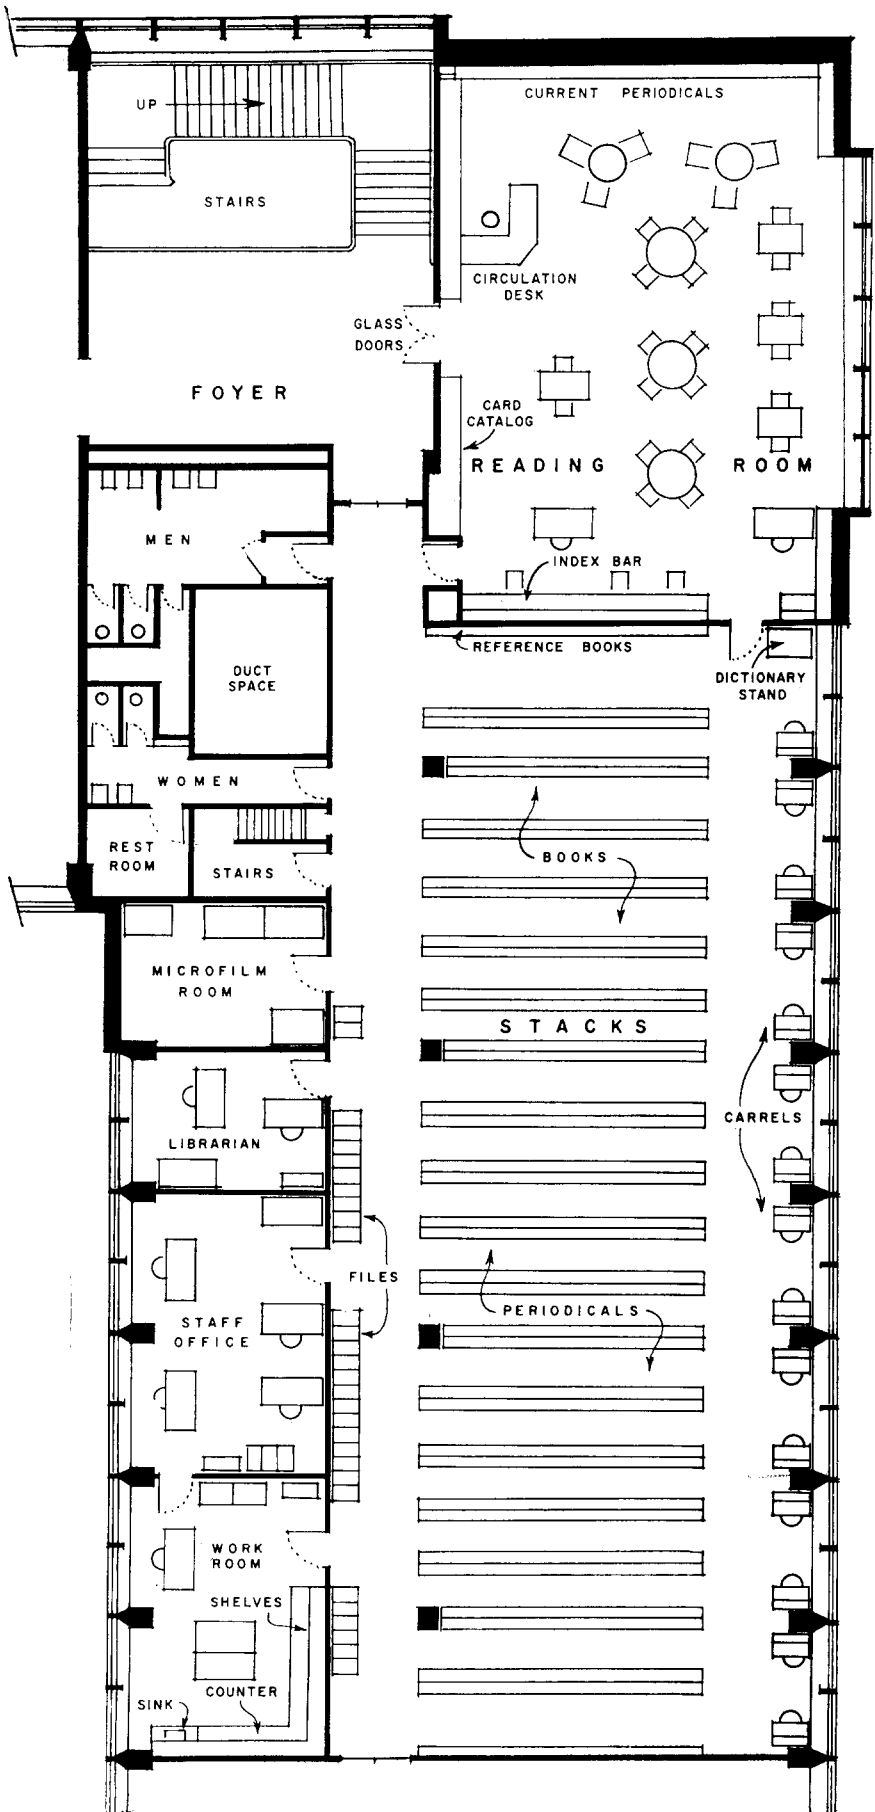 UP
STAIRS
CURRENT PERIODICALS
CIRCULATION
DESK
GLASS
DOORS
FOYER
CARD
CATALOG
READING ROOM
MEN
INDEX BAR
REFERENCE BOOKS
DUCT
SPACE
DICTIONARY
STAND
WOMEN
REST
ROOM
STAIRS
BOOKS
MICROFILM
ROOM
STACKS
CARRELS
LIBRARIAN
FILES
PERIODICALS
STAFF
OFFICE
WORK
ROOM
SHELVES
COUNTER
SINK